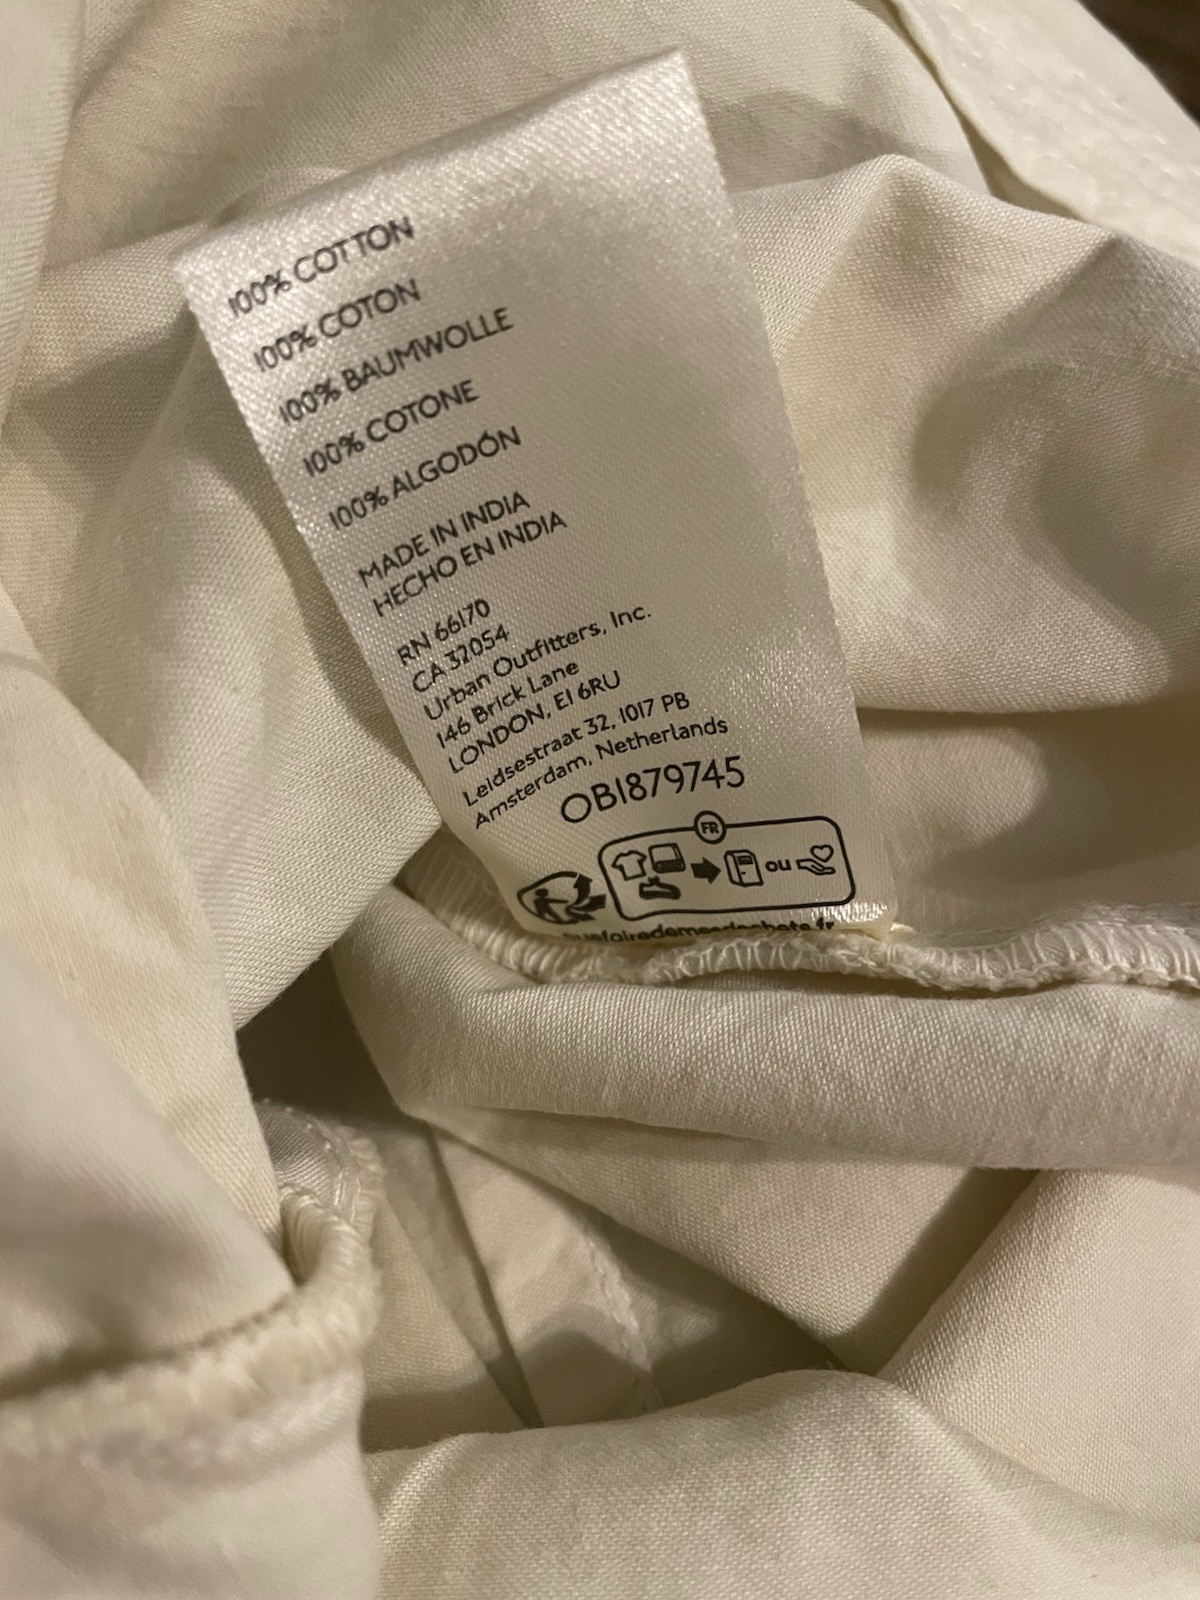 100% COTTON
100% COTON
100% BAUMWOLLE
100% COTONE
100% ALGODÓN
MADE IN INDIA
HECHO EN INDIA
RN 66170
CA 32054
Urban Outfitters, Inc.
146 Brick Lane
LONDON, E1 6RU
Leidsestraat 32, 1017 PB
Amsterdam, Netherlands
OB1879745
FR
ou
quefairedemesdechets.fr